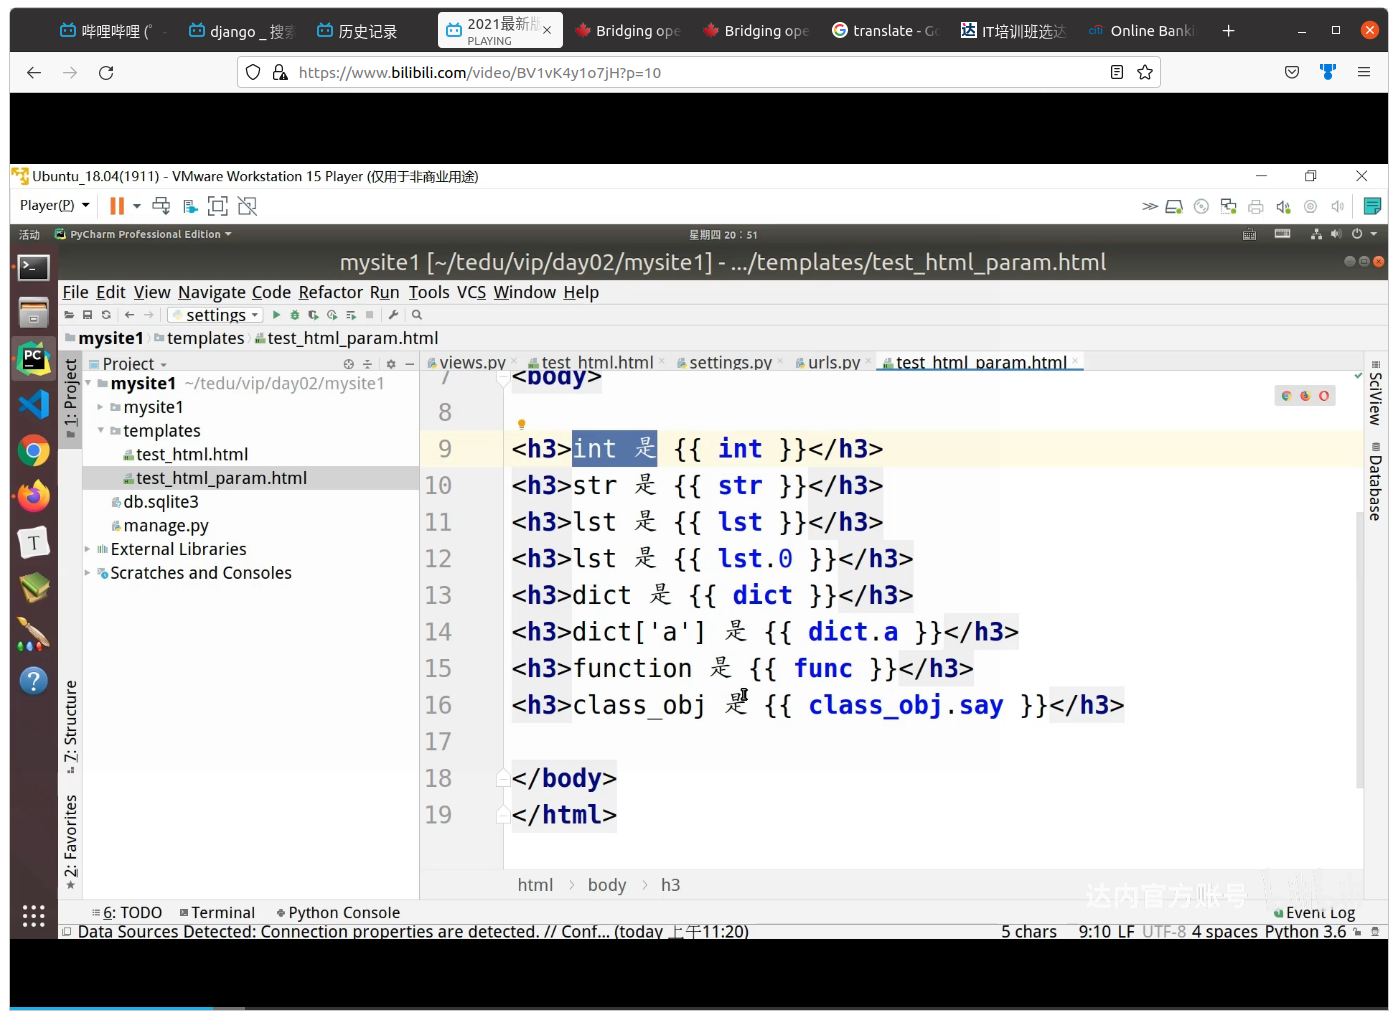 哔哩哔哩 (゜
django _ 搜索
历史记录
2021最新版
PLAYING
Bridging ope
Bridging ope
translate - Go
IT培训班选达
citi Online Banki
https://www.bilibili.com/video/BV1vK4y1o7jH?p=10
Ubuntu_18.04(1911) - VMware Workstation 15 Player (仅用于非商业用途)
Player(P)
活动 PyCharm Professional Edition 星期四 20：51
mysite1 [~/tedu/vip/day02/mysite1] - .../templates/test_html_param.html
File Edit View Navigate Code Refactor Run Tools VCS Window Help
settings
mysite1 templates test_html_param.html
1: Project
Project
mysite1 ~/tedu/vip/day02/mysite1
mysite1
templates
test_html.html
test_html_param.html
db.sqlite3
manage.py
External Libraries
Scratches and Consoles
7: Structure
2: Favorites
views.py test_html.html settings.py urls.py test_html_param.html
7 <body>
8
9 <h3>int 是 {{ int }}</h3>
10 <h3>str 是 {{ str }}</h3>
11 <h3>lst 是 {{ lst }}</h3>
12 <h3>lst 是 {{ lst.0 }}</h3>
13 <h3>dict 是 {{ dict }}</h3>
14 <h3>dict['a'] 是 {{ dict.a }}</h3>
15 <h3>function 是 {{ func }}</h3>
16 <h3>class_obj 是 {{ class_obj.say }}</h3>
17
18 </body>
19 </html>
SciView
Database
html > body > h3
达内官方账号
6: TODO Terminal Python Console Event Log
Data Sources Detected: Connection properties are detected. // Conf... (today 上午11:20) 5 chars 9:10 LF UTF-8 4 spaces Python 3.6